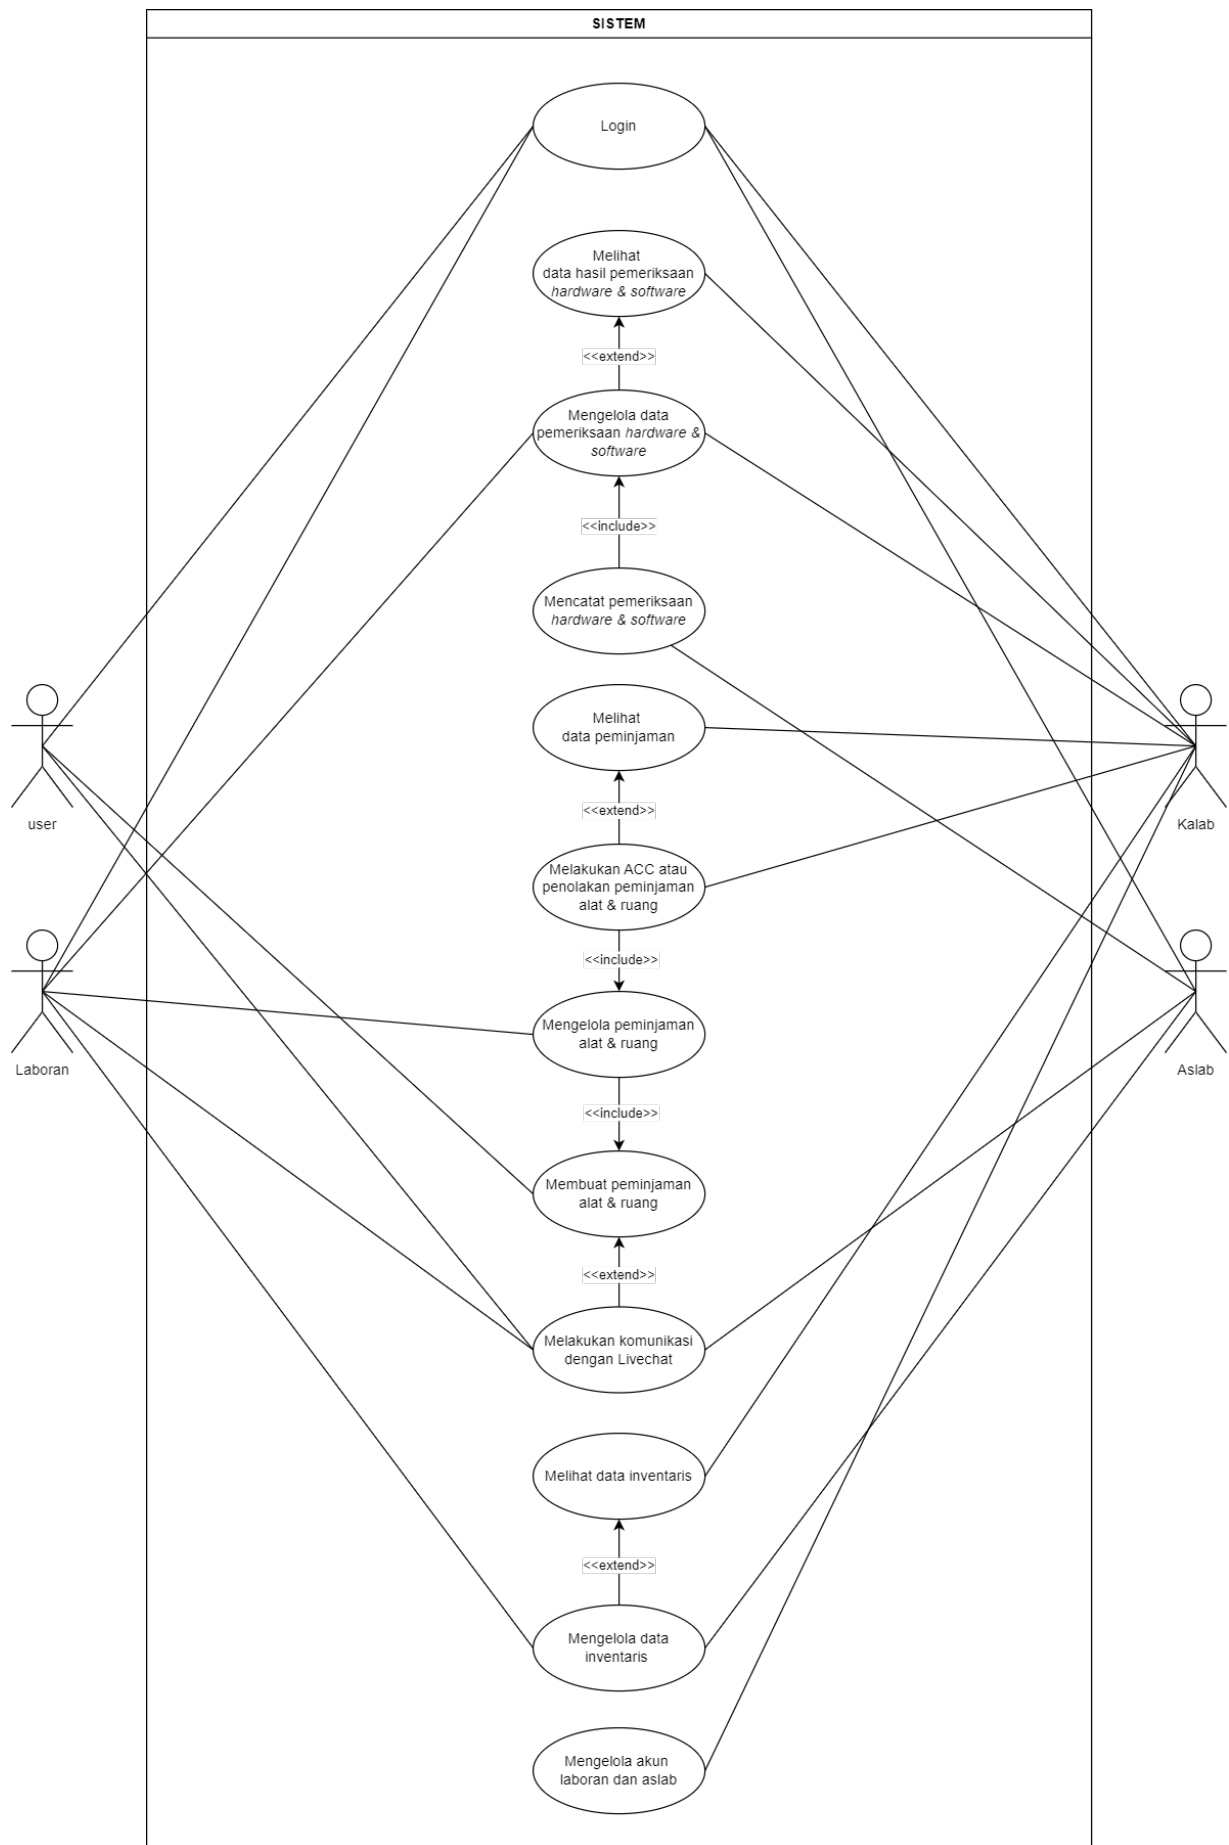 SISTEM
Login
Melihat
data hasil pemeriksaan
hardware & software
<<extend>>
Mengelola data
pemeriksaan hardware &
software
<<include>>
Mencatat pemeriksaan
hardware & software
Melihat
data peminjaman
<<extend>>
user
Kalab
Melakukan ACC atau
penolakan peminjaman
alat & ruang
<<include>>
Mengelola peminjaman
alat & ruang
Laboran
Aslab
<<include>>
Membuat peminjaman
alat & ruang
<<extend>>
Melakukan komunikasi
dengan Livechat
Melihat data inventaris
<<extend>>
Mengelola data
inventaris
Mengelola akun
laboran dan aslab